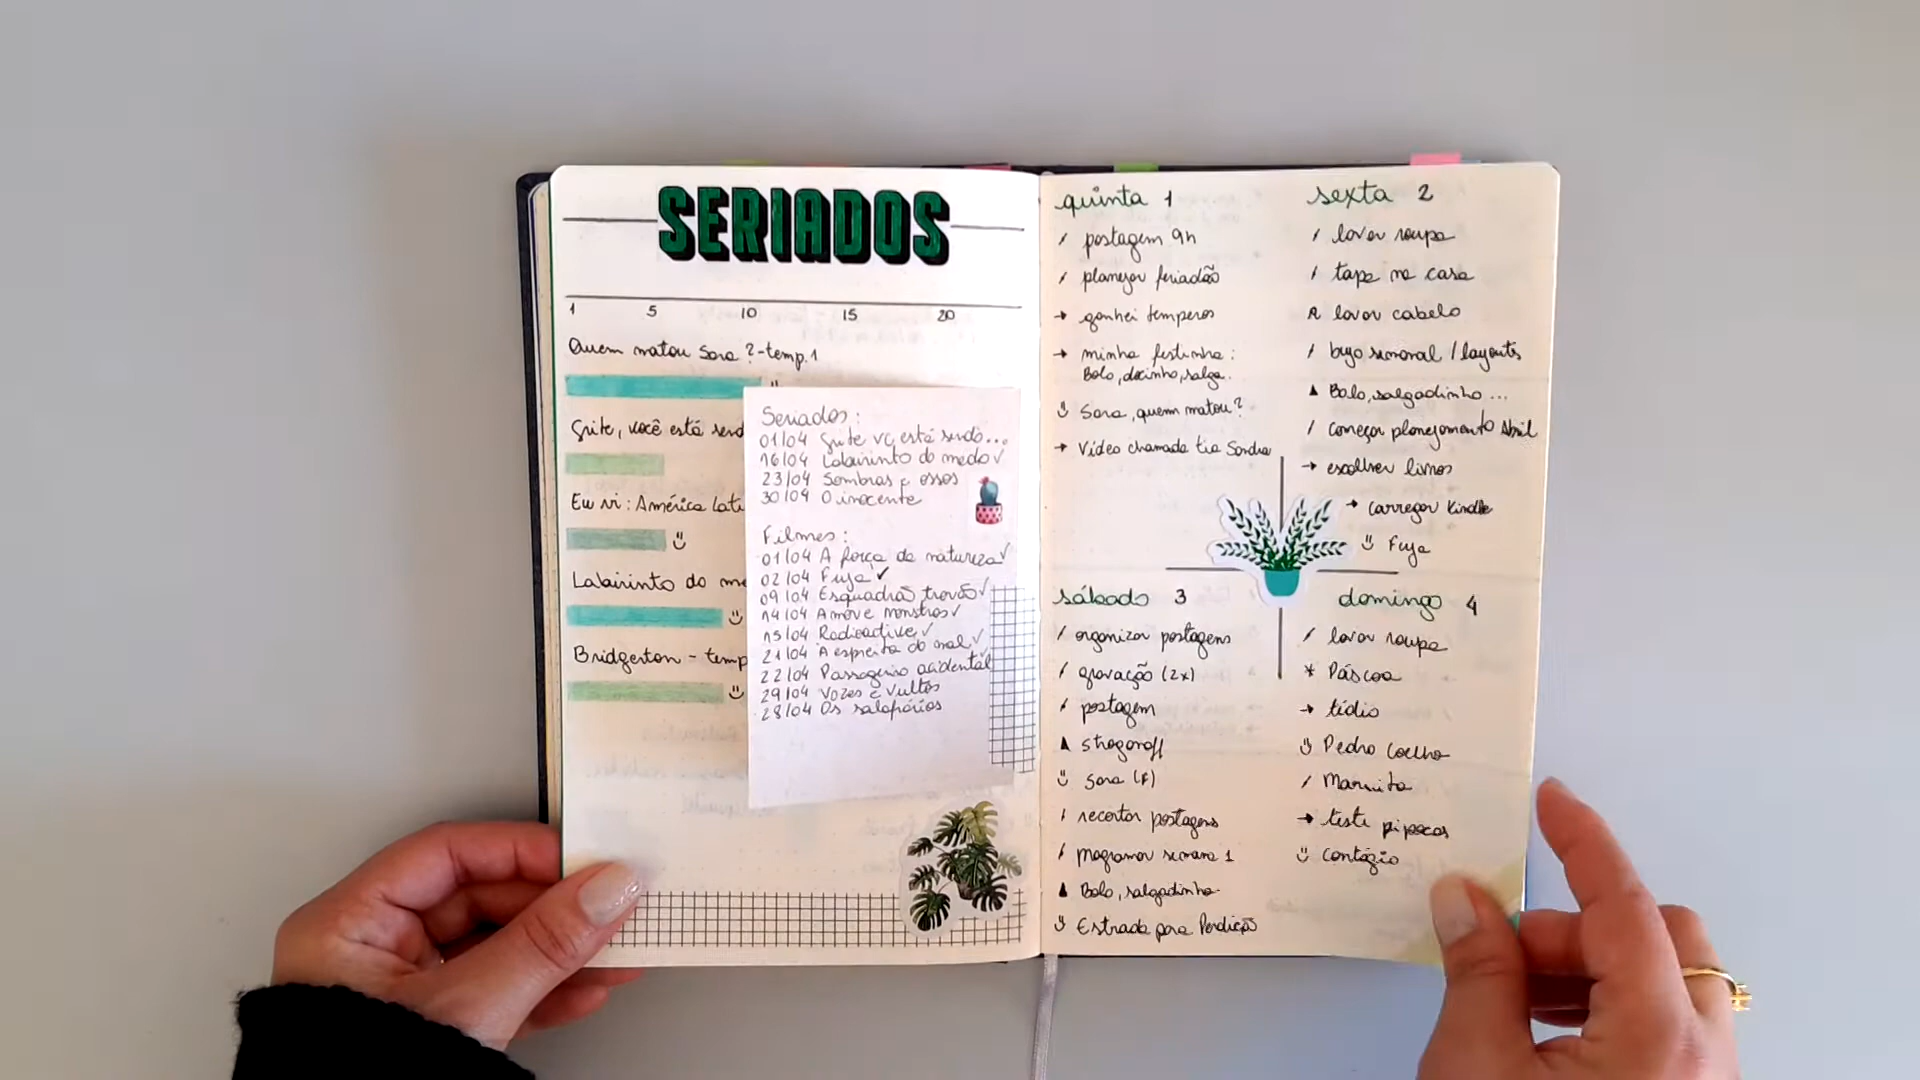 SERIADOS
1 5 10 15 20
Quem matou Sara ? - temp. 1
Grite, você está send
Eu vi : América Lati
Labirinto do me
Bridgerton - temp
Seriados :
01/04 Grite vc está sendo...
16/04 Labirinto do medo ✓
23/04 Sombras e ossos
30/04 O inocente
Filmes :
01/04 A força da natureza ✓
02/04 Fuja ✓
09/04 Esquadrão trovão ✓
14/04 Amor e monstros ✓
15/04 Radioactive ✓
21/04 A espreita do mal ✓
22/04 Passageiro acidental
29/04 Vozes e vultos
28/04 Os salafrários
quinta 1
/ postagem 9h
/ planejar feriadão
→ ganhei temperos
→ minha festinha :
Bolo, docinho, salga.
Sara, quem matou?
→ Vídeo chamada tia Sandra
sexta 2
/ lavar roupa
/ tapa na casa
R lavar cabelo
/ bujo semanal / layouts
▲ Bolo, salgadinho ...
/ começar planejamento Abril
→ escolher livros
→ carregar Kindle
Fuja
sábado 3
/ organizar postagens
/ gravação (2x)
/ postagem
▲ strogonoff
Sara (F)
/ recortar postagens
/ programar semana 1
▲ Bolo, salgadinho
Estrada para Perdição
domingo 4
/ lavar roupa
* Páscoa
→ tédio
Pedro Coelho
/ Marmita
→ teste pipocas
Contágio